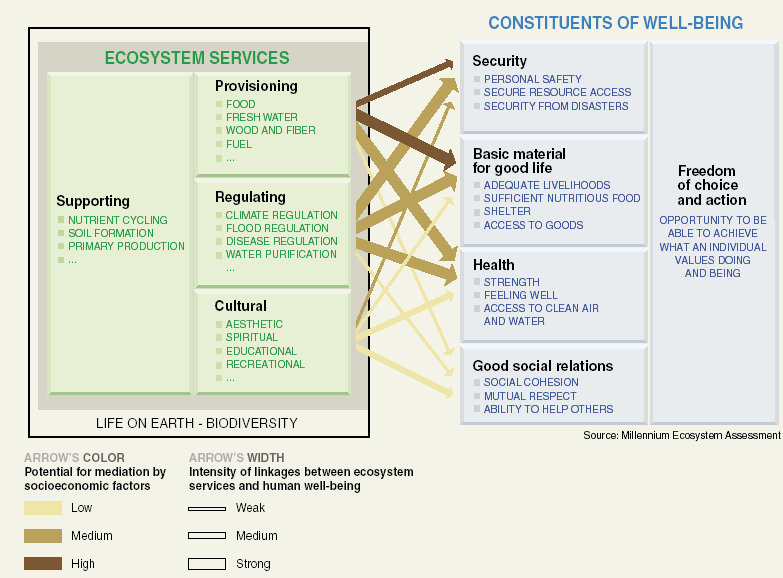 CONSTITUENTS OF WELL-BEING
ECOSYSTEM SERVICES
Supporting
NUTRIENT CYCLING
SOIL FORMATION
PRIMARY PRODUCTION
...
Provisioning
FOOD
FRESH WATER
WOOD AND FIBER
FUEL
...
Regulating
CLIMATE REGULATION
FLOOD REGULATION
DISEASE REGULATION
WATER PURIFICATION
...
Cultural
AESTHETIC
SPIRITUAL
EDUCATIONAL
RECREATIONAL
...
LIFE ON EARTH - BIODIVERSITY
Security
PERSONAL SAFETY
SECURE RESOURCE ACCESS
SECURITY FROM DISASTERS
Basic material
for good life
ADEQUATE LIVELIHOODS
SUFFICIENT NUTRITIOUS FOOD
SHELTER
ACCESS TO GOODS
Health
STRENGTH
FEELING WELL
ACCESS TO CLEAN AIR
AND WATER
Good social relations
SOCIAL COHESION
MUTUAL RESPECT
ABILITY TO HELP OTHERS
Freedom
of choice
and action
OPPORTUNITY TO BE
ABLE TO ACHIEVE
WHAT AN INDIVIDUAL
VALUES DOING
AND BEING
Source: Millennium Ecosystem Assessment
ARROW'S COLOR
Potential for mediation by
socioeconomic factors
Low
Medium
High
ARROW'S WIDTH
Intensity of linkages between ecosystem
services and human well-being
Weak
Medium
Strong